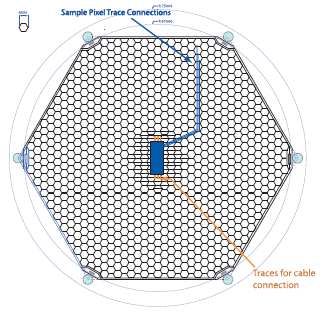 Sample Pixel Trace Connections
Traces for cable
connection